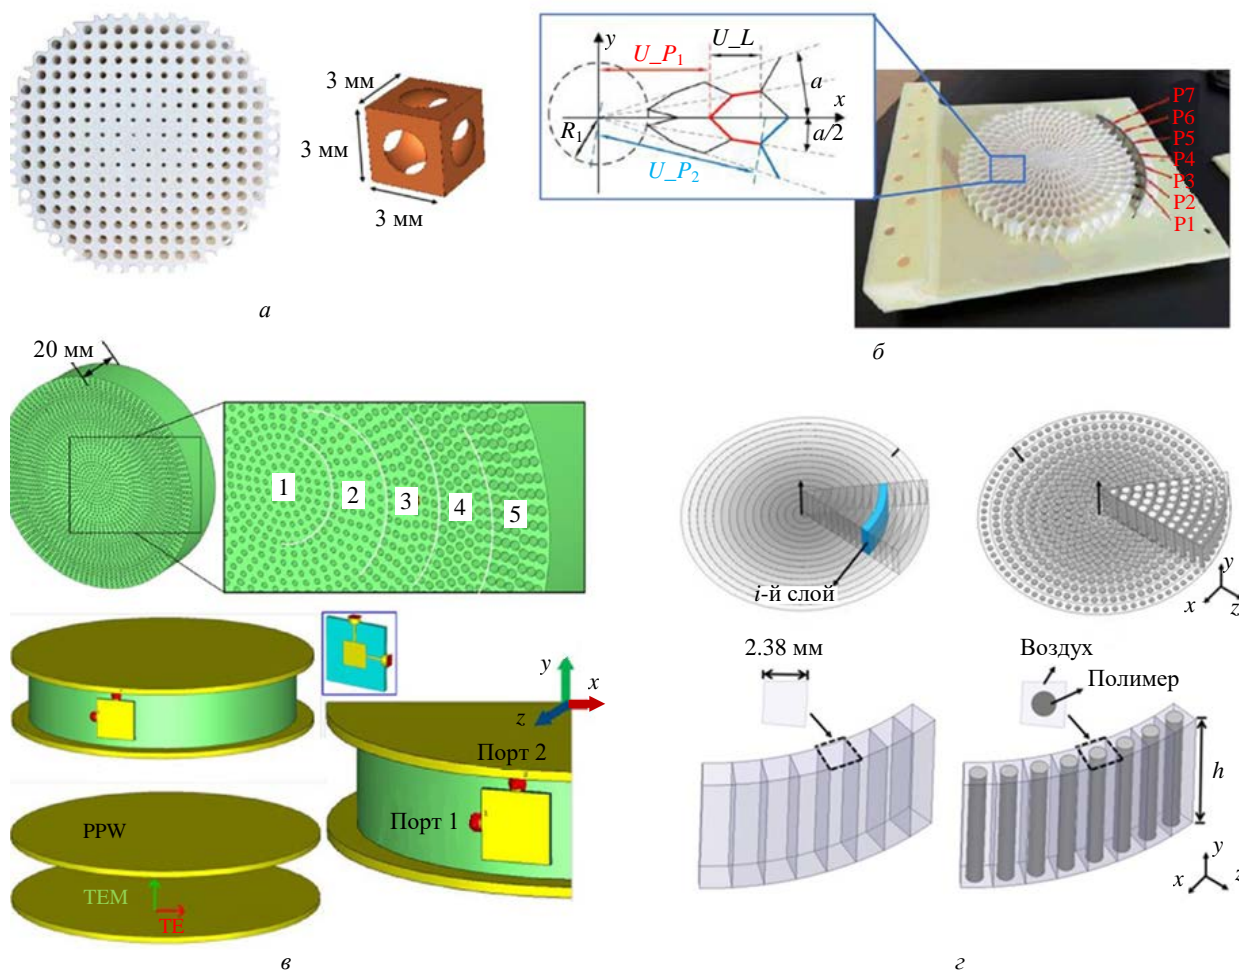 3 мм
3 мм
3 мм
а
y
U_P₁
U_L
a
x
R₁
a/2
U_P₂
P7
P6
P5
P4
P3
P2
P1
б
20 мм
1
2
3
4
5
y
x
z
Порт 2
Порт 1
PPW
TEM
TE
в
i-й слой
y
x
z
2.38 мм
Воздух
Полимер
h
y
x
z
г